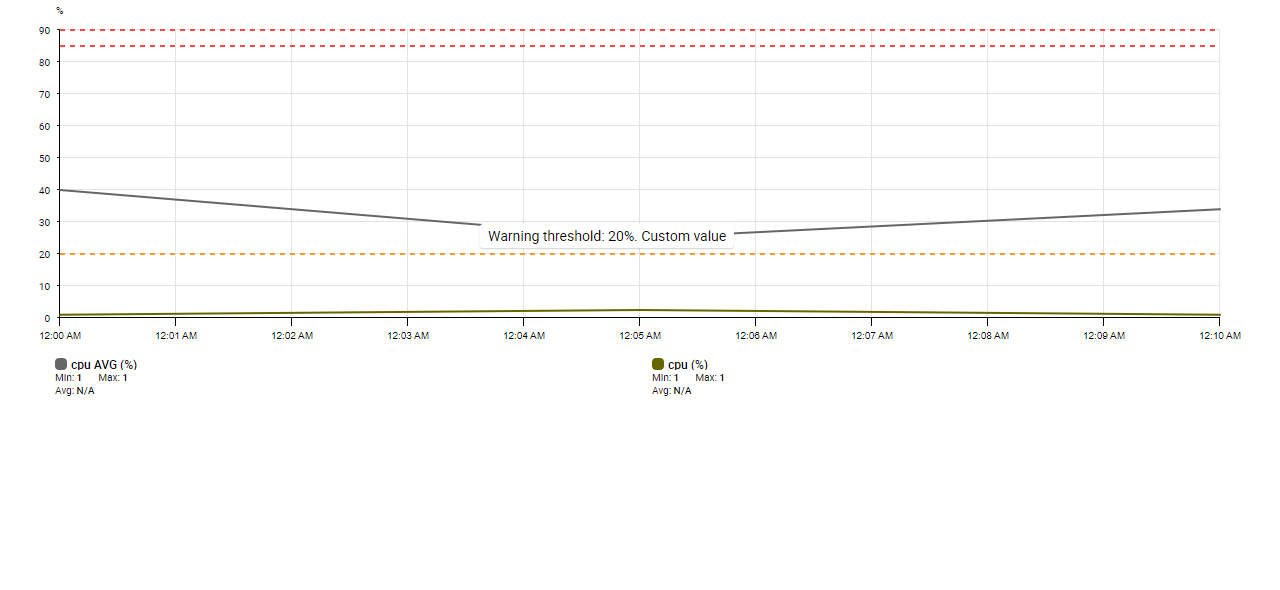 %
90
80
70
60
50
40
30
Warning threshold: 20%. Custom value
20
10
0
12:00 AM 12:01 AM 12:02 AM 12:03 AM 12:04 AM 12:05 AM 12:06 AM 12:07 AM 12:08 AM 12:09 AM 12:10 AM
cpu AVG (%)
Min: 1 Max: 1
Avg: N/A
cpu (%)
Min: 1 Max: 1
Avg: N/A